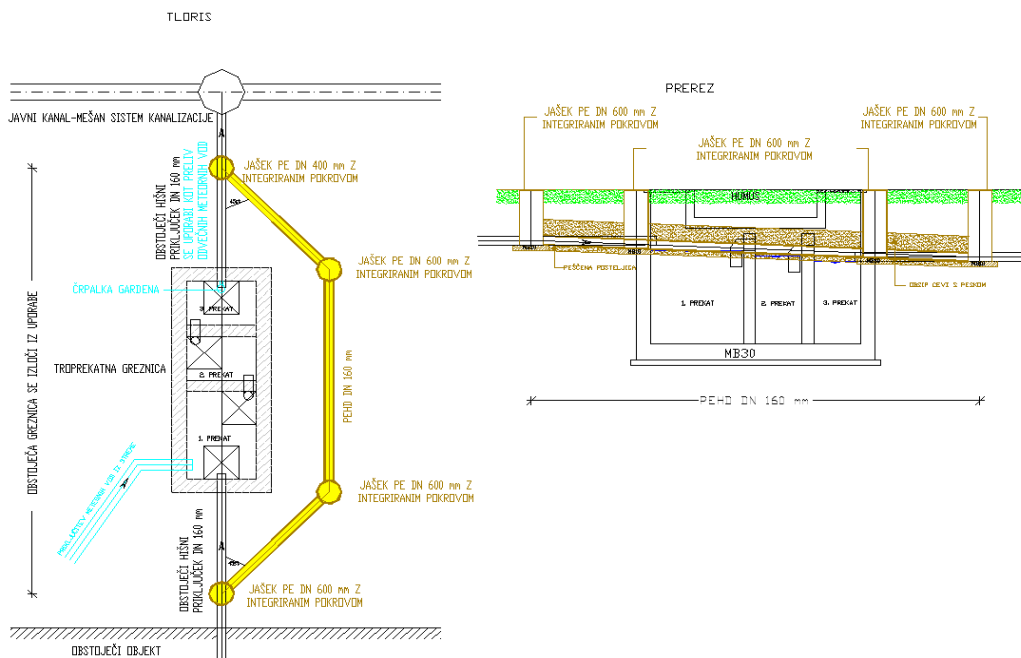 TLORIS
JAVNI KANAL-MEŠAN SISTEM KANALIZACIJE
A
OBSTOJEČI HIŠNI
PRIKLJUČEK DN 160 mm
SE UPORABI KOT PRELIV
ODVEČNIH METEORNIH VOD
JAŠEK PE DN 400 mm Z
INTEGRIRANIM POKROVOM
JAŠEK PE DN 600 mm Z
INTEGRIRANIM POKROVOM
ČRPALKA GARDENA
3. PREKAT
TROPREKATNA GREZNICA
2. PREKAT
1. PREKAT
OBSTOJEČA GREZNICA SE IZLOČI IZ UPORABE
PEHD DN 160 mm
JAŠEK PE DN 600 mm Z
INTEGRIRANIM POKROVOM
A
OBSTOJEČI HIŠNI
PRIKLJUČEK DN 160 mm
JAŠEK PE DN 600 mm Z
INTEGRIRANIM POKROVOM
OBSTOJEČI OBJEKT
PREREZ
JAŠEK PE DN 600 mm Z
INTEGRIRANIM POKROVOM
JAŠEK PE DN 600 mm Z
INTEGRIRANIM POKROVOM
JAŠEK PE DN 600 mm Z
INTEGRIRANIM POKROVOM
HUMUS
PEŠČENA POSTELJICA
OBSIP CEVI S PESKOM
1. PREKAT
2. PREKAT
3. PREKAT
MB30
PEHD DN 160 mm